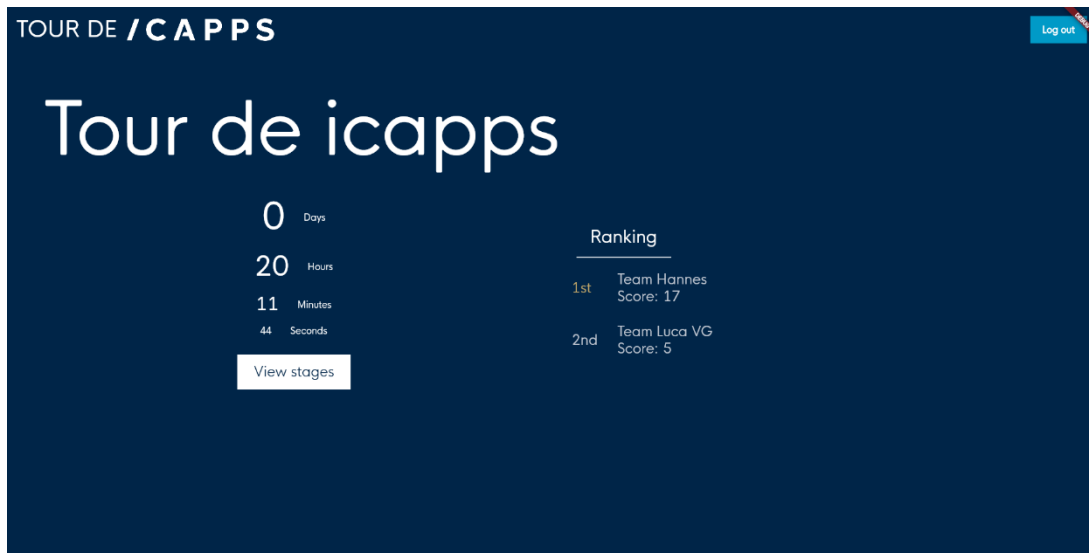 TOUR DE /CAPPS
Log out
DEBUG
Tour de icapps
0 Days
20 Hours
11 Minutes
44 Seconds
View stages
Ranking
1st
Team Hannes
Score: 17
2nd
Team Luca VG
Score: 5